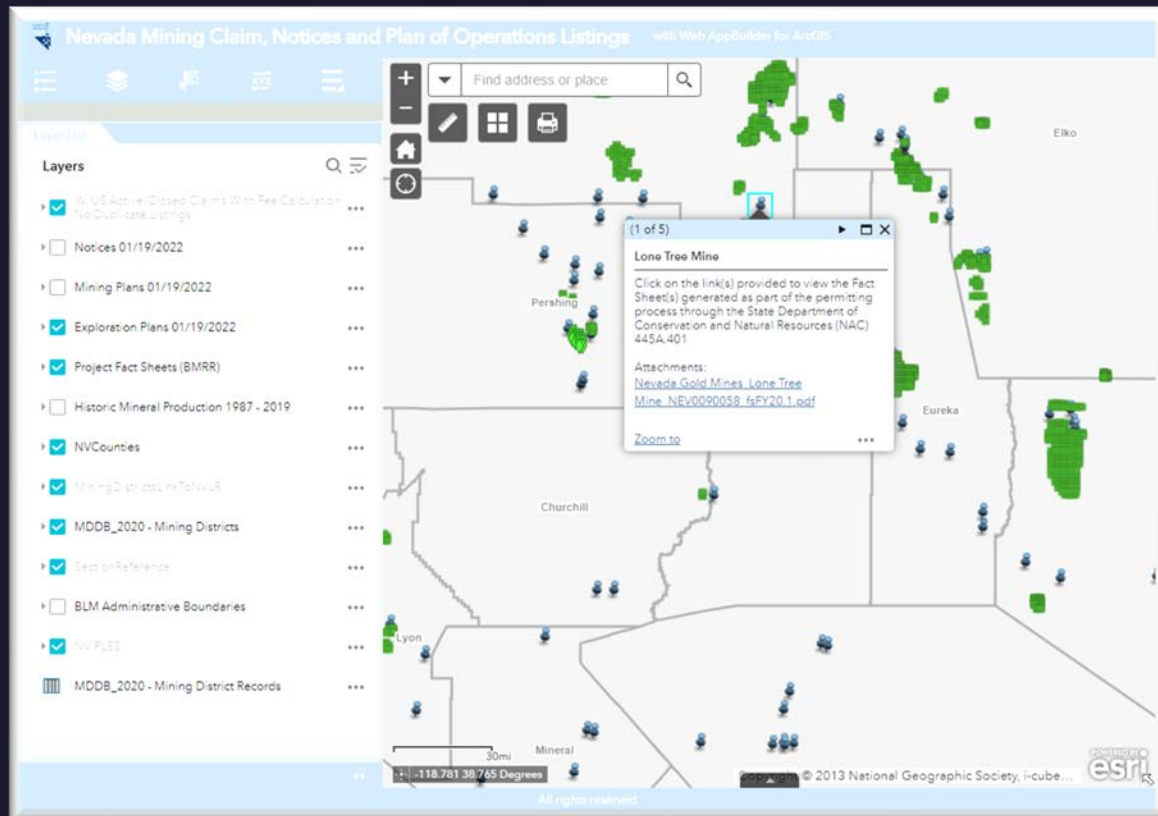 Nevada Mining Claim, Notices and Plan of Operations Listings
with Web AppBuilder for ArcGIS
Find address or place
Layer List
Layers
W. US Active/Closed Claims With Fee Calculation
No Duplicate Listings
Notices 01/19/2022
Mining Plans 01/19/2022
Exploration Plans 01/19/2022
Project Fact Sheets (BMRR)
Historic Mineral Production 1987 - 2019
NVCounties
MiningDistrictsLinkToNVLR
MDDB_2020 - Mining Districts
SectionReference
BLM Administrative Boundaries
NV PLSS
MDDB_2020 - Mining District Records
Elko
Pershing
Churchill
Eureka
Lyon
Mineral
(1 of 5)
Lone Tree Mine
Click on the link(s) provided to view the Fact
Sheet(s) generated as part of the permitting
process through the State Department of
Conservation and Natural Resources (NAC)
445A.401
Attachments:
Nevada Gold Mines_Lone Tree
Mine_NEV0090058_fsFY20.1.pdf
Zoom to
30mi
-118.781 38.765 Degrees
© 2013 National Geographic Society, i-cube...
POWERED BY
esri
All rights reserved